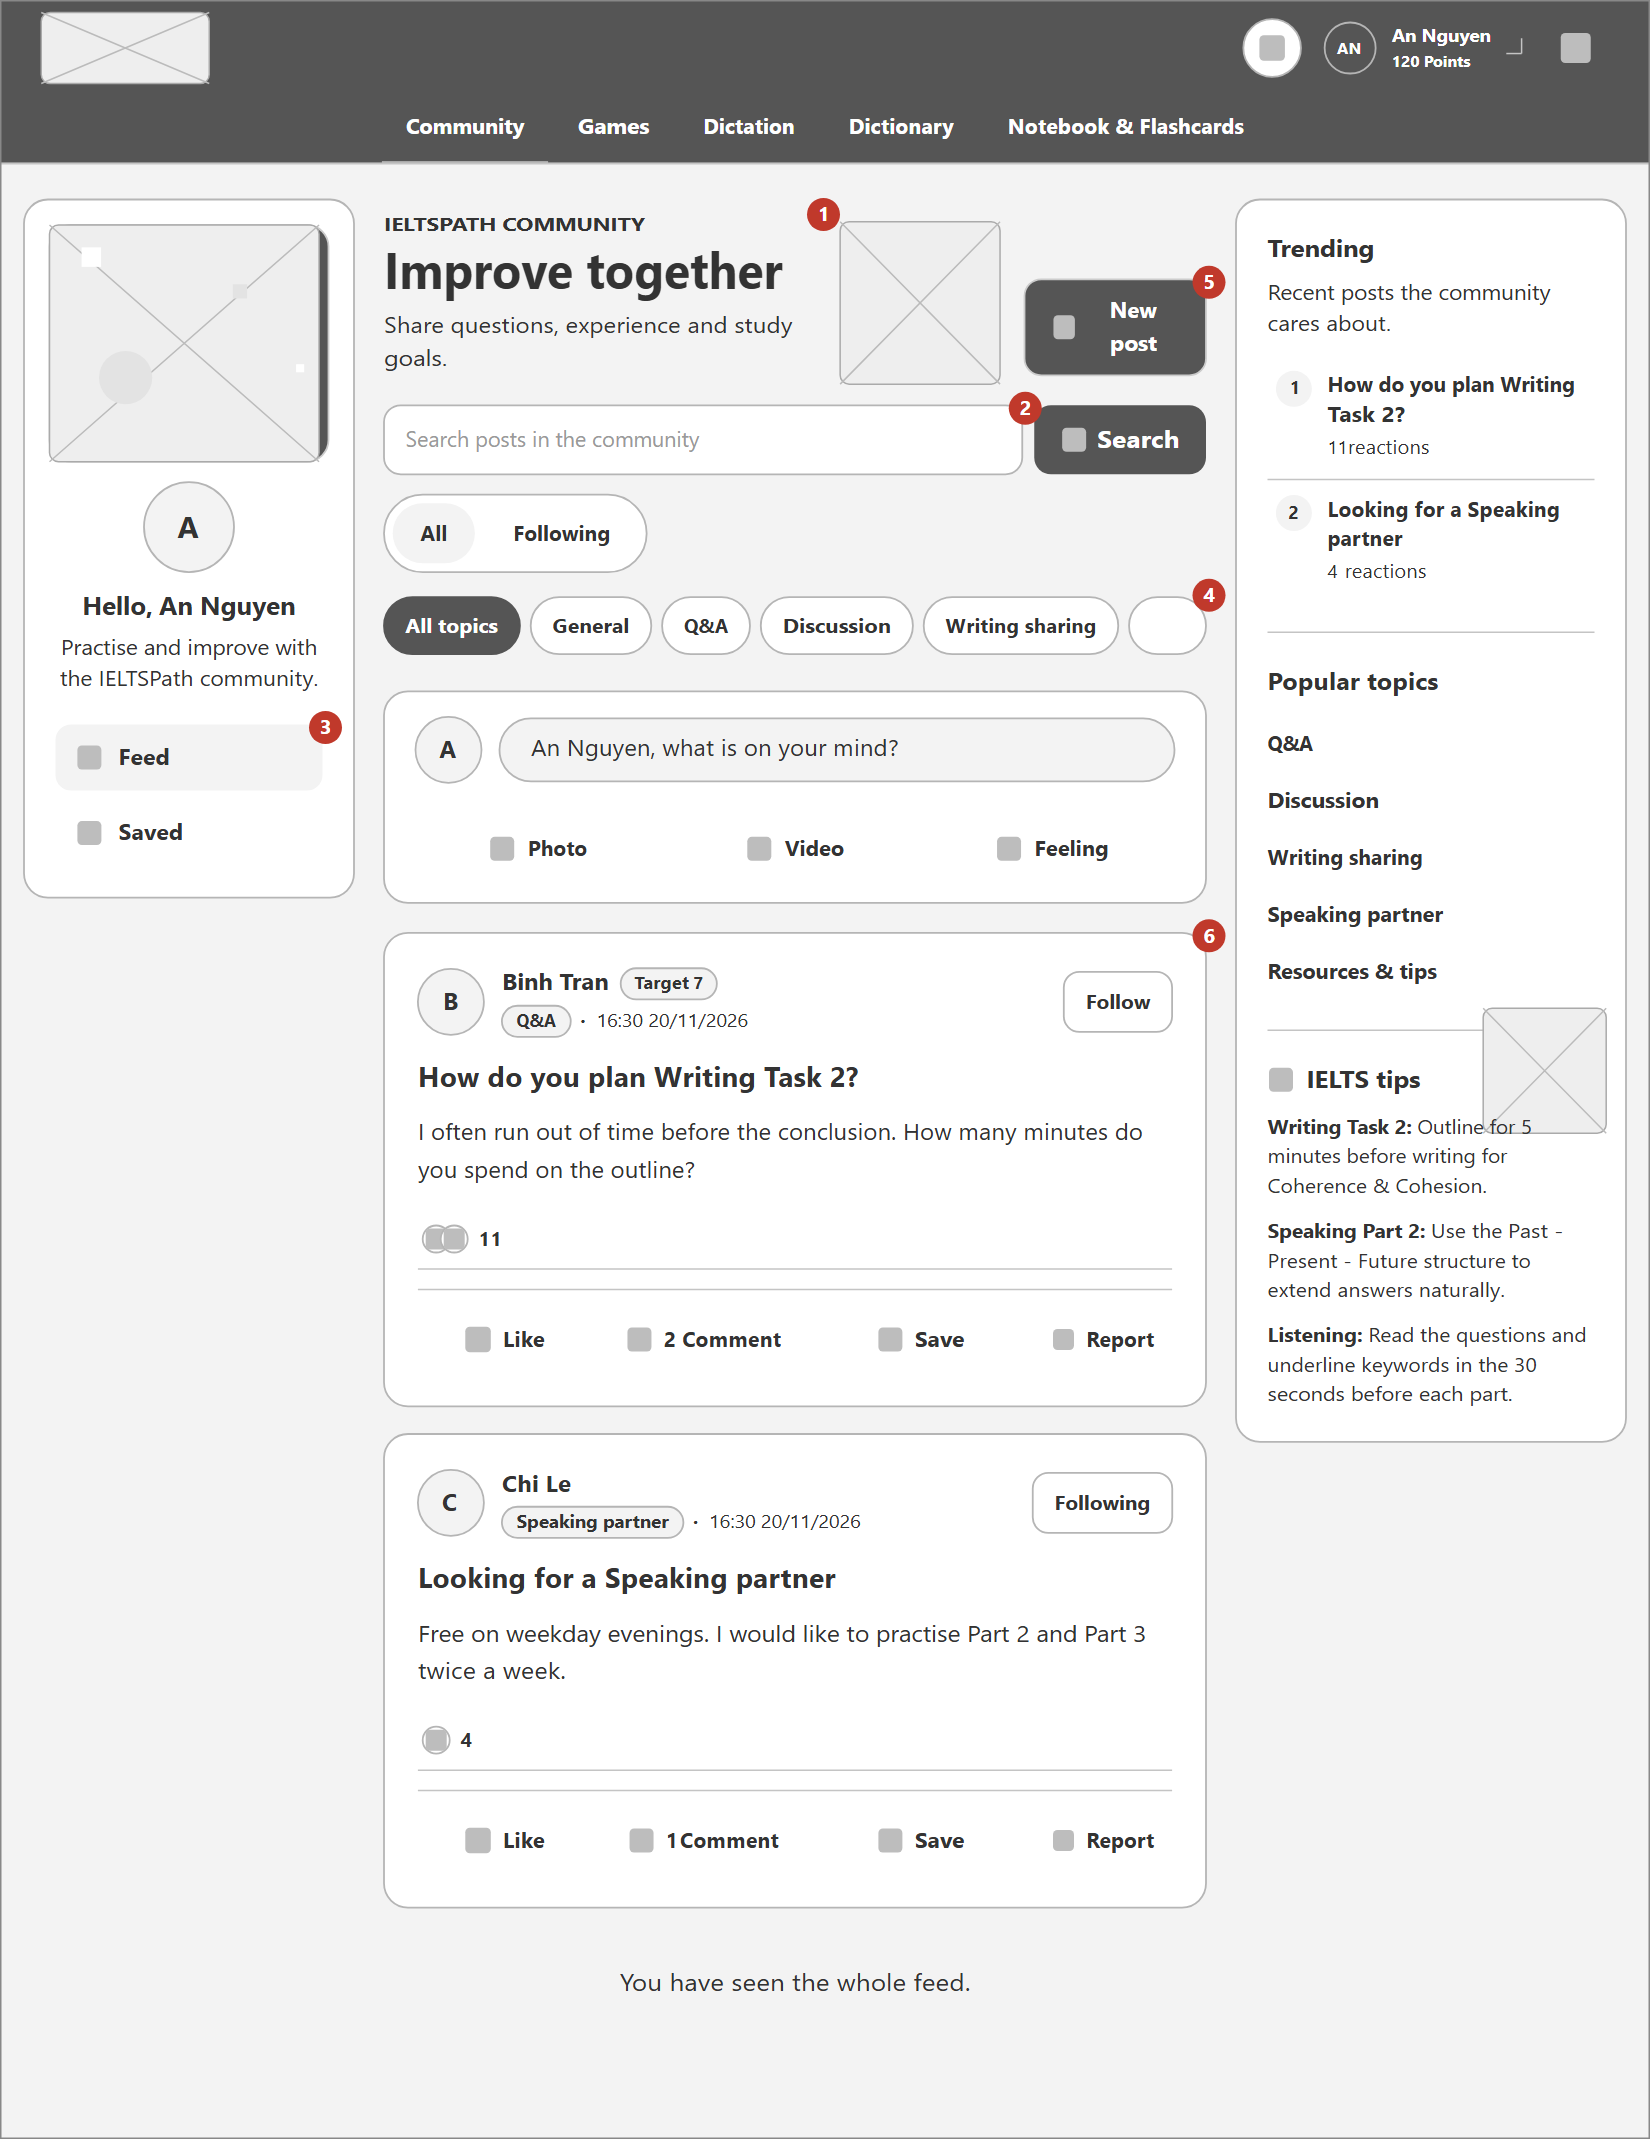 AN
An Nguyen
120 Points
Community
Games
Dictation
Dictionary
Notebook & Flashcards
A
Hello, An Nguyen
Practise and improve with
the IELTSPath community.
3
Feed
Saved
IELTSPATH COMMUNITY
1
Improve together
Share questions, experience and study
goals.
5
New
post
Search posts in the community
2
Search
All
Following
4
All topics
General
Q&A
Discussion
Writing sharing
A
An Nguyen, what is on your mind?
Photo
Video
Feeling
6
B
Binh Tran
Target 7
Q&A
· 16:30 20/11/2026
Follow
How do you plan Writing Task 2?
I often run out of time before the conclusion. How many minutes do
you spend on the outline?
11
Like
2 Comment
Save
Report
C
Chi Le
Speaking partner
· 16:30 20/11/2026
Following
Looking for a Speaking partner
Free on weekday evenings. I would like to practise Part 2 and Part 3
twice a week.
4
Like
1Comment
Save
Report
You have seen the whole feed.
Trending
Recent posts the community
cares about.
1
How do you plan Writing
Task 2?
11reactions
2
Looking for a Speaking
partner
4 reactions
Popular topics
Q&A
Discussion
Writing sharing
Speaking partner
Resources & tips
IELTS tips
Writing Task 2: Outline for 5
minutes before writing for
Coherence & Cohesion.
Speaking Part 2: Use the Past -
Present - Future structure to
extend answers naturally.
Listening: Read the questions and
underline keywords in the 30
seconds before each part.